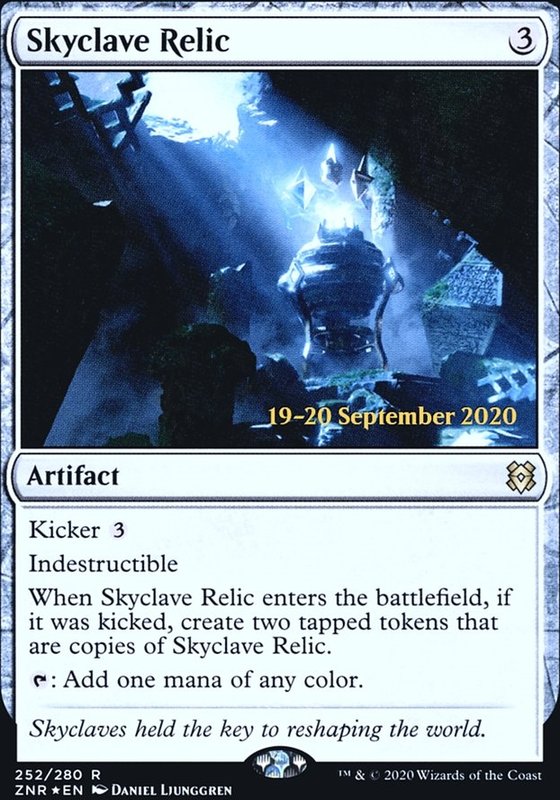 Skyclave Relic 3
19–20 September 2020
Artifact
Kicker 3
Indestructible
When Skyclave Relic enters the battlefield, if
it was kicked, create two tapped tokens that
are copies of Skyclave Relic.
: Add one mana of any color.
Skyclaves held the key to reshaping the world.
252/280 R
ZNR ★ EN Daniel Ljunggren
™ & © 2020 Wizards of the Coast